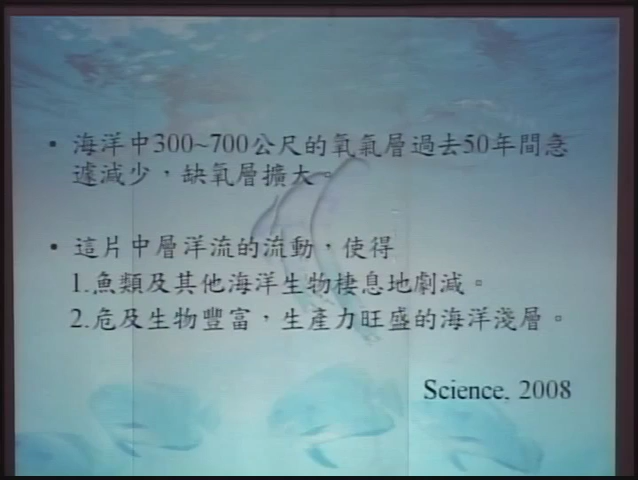 • 海洋中300~700公尺的氧氣層過去50年間急
遽減少，缺氧層擴大。
• 這片中層洋流的流動，使得
1.魚類及其他海洋生物棲息地劇減。
2.危及生物豐富，生產力旺盛的海洋淺層。
Science. 2008